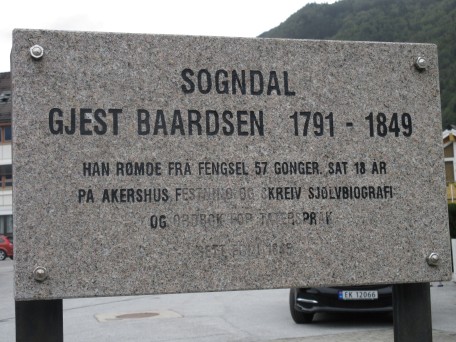 SOGNDAL
GJEST BAARDSEN 1791 - 1849
HAN RØMDE FRA FENGSEL 57 GONGER. SAT 18 ÅR
PÅ AKERSHUS FESTNING OG SKREIV SJØLVBIOGRAFI
OG ORDBOK FOR TATERSPRÅK
EK 12066